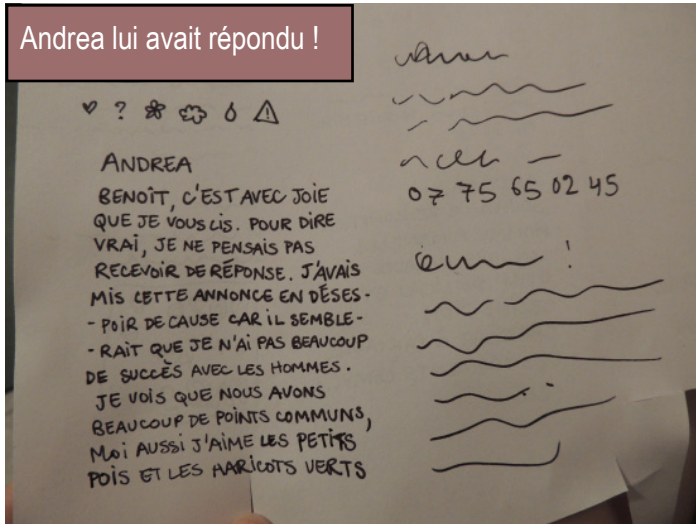 Andrea lui avait répondu !
ANDREA
BENOÎT, C'EST AVEC JOIE
QUE JE VOUS LIS. POUR DIRE
VRAI, JE NE PENSAIS PAS
RECEVOIR DE RÉPONSE. J'AVAIS
MIS CETTE ANNONCE EN DÉSES-
- POIR DE CAUSE CAR IL SEMBLE-
- RAIT QUE JE N'AI PAS BEAUCOUP
DE SUCCÈS AVEC LES HOMMES.
JE VOIS QUE NOUS AVONS
BEAUCOUP DE POINTS COMMUNS,
MOI AUSSI J'AIME LES PETITS
POIS ET LES HARICOTS VERTS
07 75 65 02 45